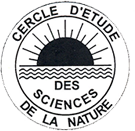 CERCLE D'ETUDE
DES
SCIENCES
DE LA NATURE